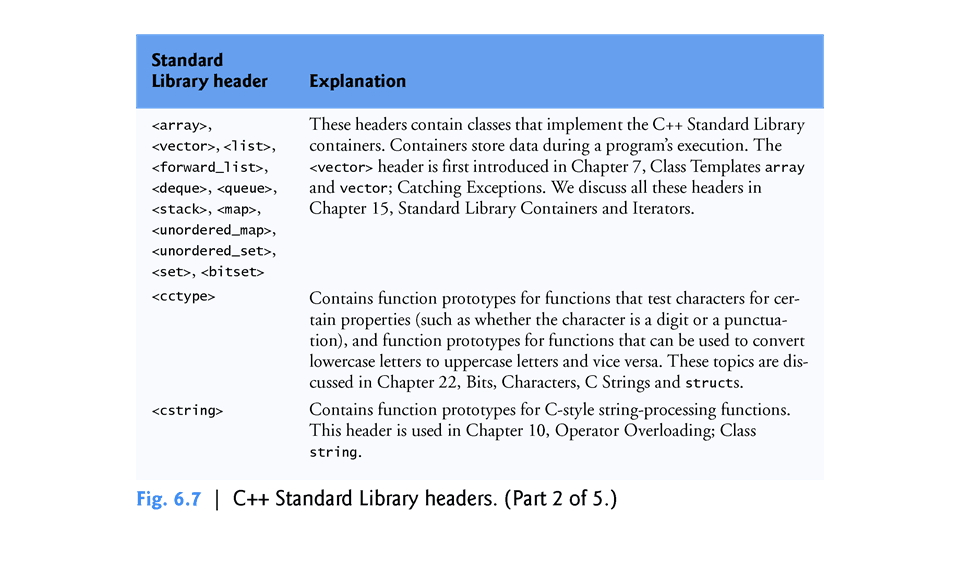 Standard
Library header
Explanation
<array>,
<vector>, <list>,
<forward_list>,
<deque>, <queue>,
<stack>, <map>,
<unordered_map>,
<unordered_set>,
<set>, <bitset>
These headers contain classes that implement the C++ Standard Library
containers. Containers store data during a program’s execution. The
<vector> header is first introduced in Chapter 7, Class Templates array
and vector; Catching Exceptions. We discuss all these headers in
Chapter 15, Standard Library Containers and Iterators.
<cctype>
Contains function prototypes for functions that test characters for cer-
tain properties (such as whether the character is a digit or a punctua-
tion), and function prototypes for functions that can be used to convert
lowercase letters to uppercase letters and vice versa. These topics are dis-
cussed in Chapter 22, Bits, Characters, C Strings and structs.
<cstring>
Contains function prototypes for C-style string-processing functions.
This header is used in Chapter 10, Operator Overloading; Class
string.
Fig. 6.7 | C++ Standard Library headers. (Part 2 of 5.)